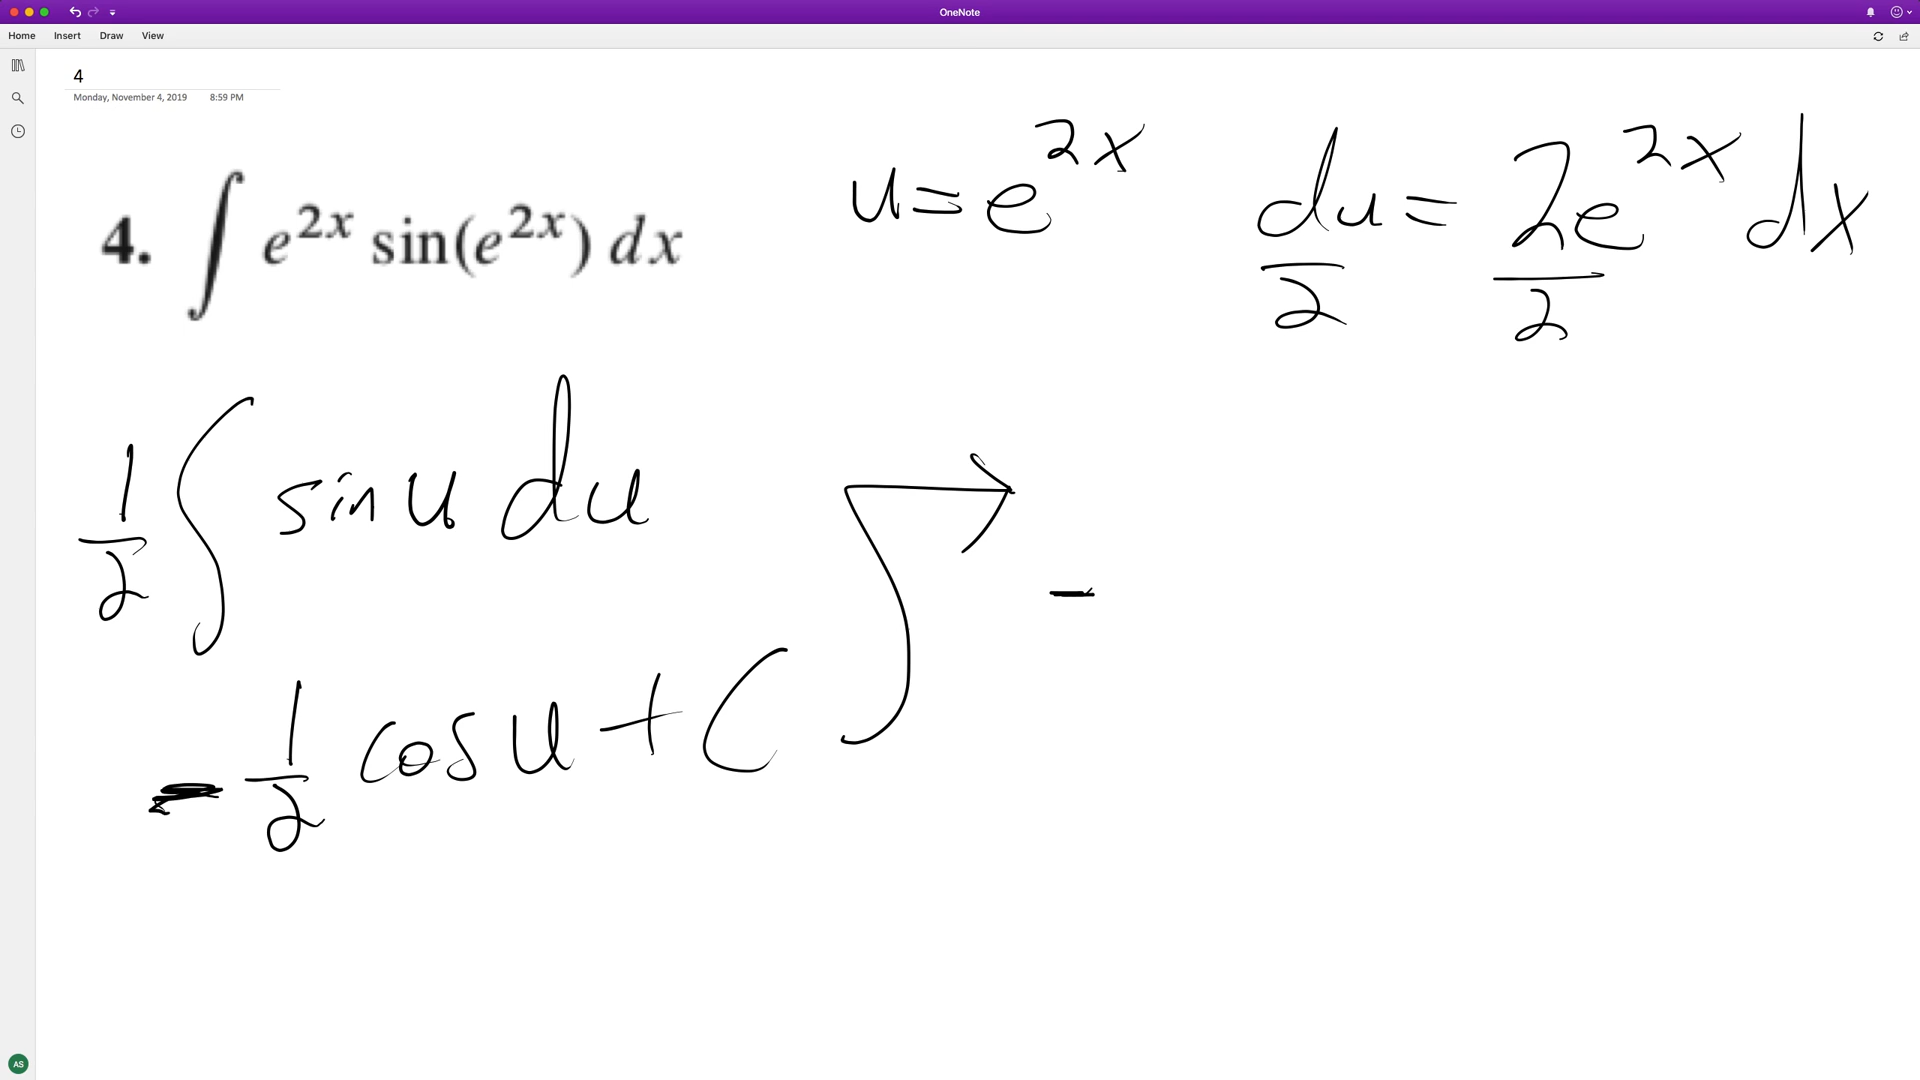 OneNote
Home Insert Draw View
4
Monday, November 4, 2019 8:59 PM
4. ∫ e^{2x} sin(e^{2x}) dx
u = e^{2x}
du/2 = 2e^{2x}/2 dx
1/2 ∫ sin u du
-1/2 cos u + C
-
AS